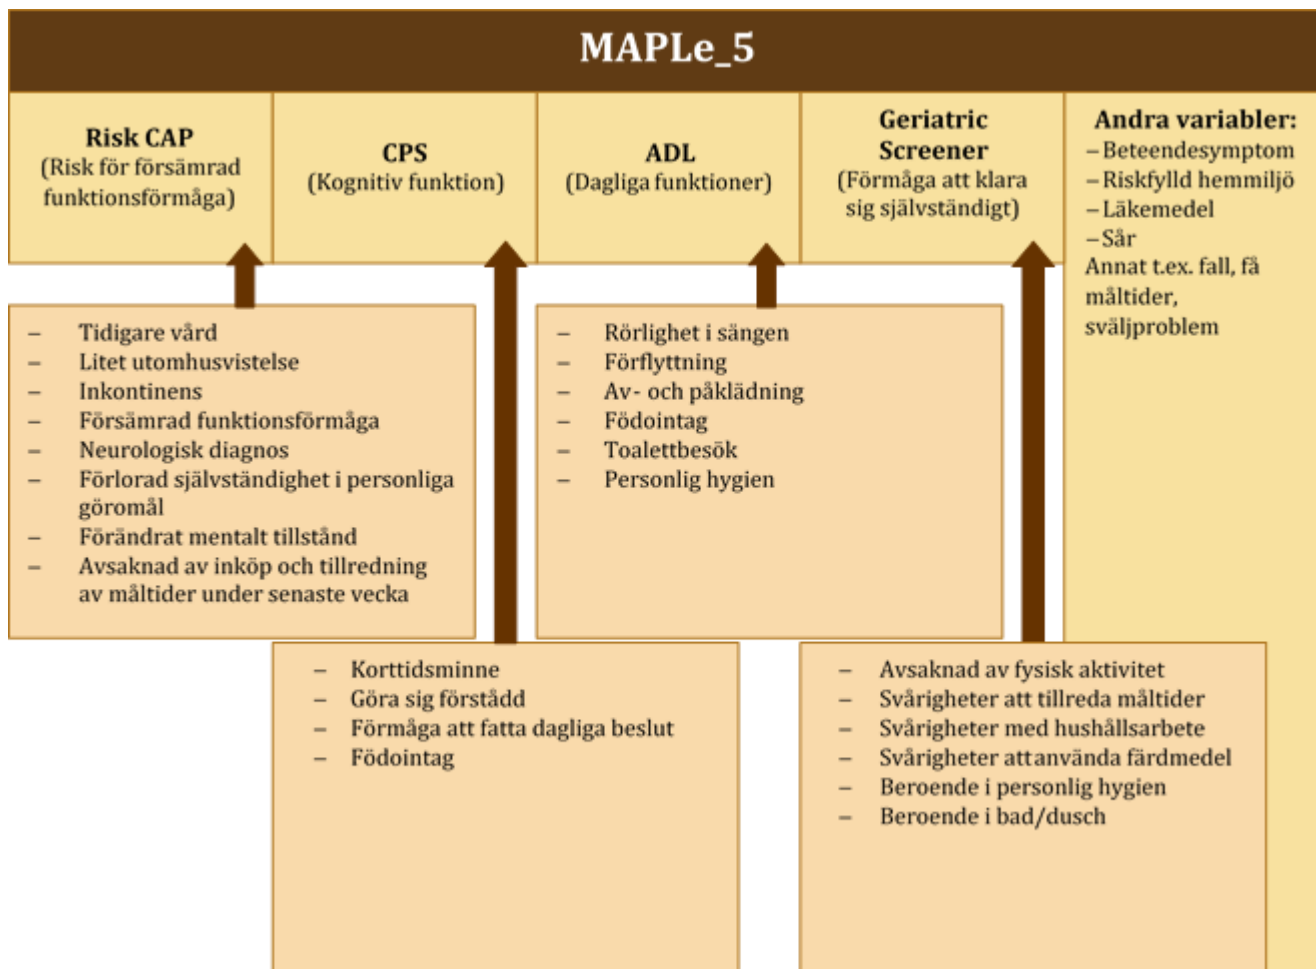 MAPLe_5
Risk CAP
(Risk för försämrad
funktionsförmåga)
CPS
(Kognitiv funktion)
ADL
(Dagliga funktioner)
Geriatric
Screener
(Förmåga att klara
sig självständigt)
Andra variabler:
– Beteendesymptom
– Riskfylld hemmiljö
– Läkemedel
– Sår
Annat t.ex. fall, få
måltider,
sväljproblem
– Tidigare vård
– Litet utomhusvistelse
– Inkontinens
– Försämrad funktionsförmåga
– Neurologisk diagnos
– Förlorad självständighet i personliga
göromål
– Förändrat mentalt tillstånd
– Avsaknad av inköp och tillredning
av måltider under senaste vecka
– Rörlighet i sängen
– Förflyttning
– Av- och påklädning
– Födointag
– Toalettbesök
– Personlig hygien
– Korttidsminne
– Göra sig förstådd
– Förmåga att fatta dagliga beslut
– Födointag
– Avsaknad av fysisk aktivitet
– Svårigheter att tillreda måltider
– Svårigheter med hushållsarbete
– Svårigheter attanvända färdmedel
– Beroende i personlig hygien
– Beroende i bad/dusch